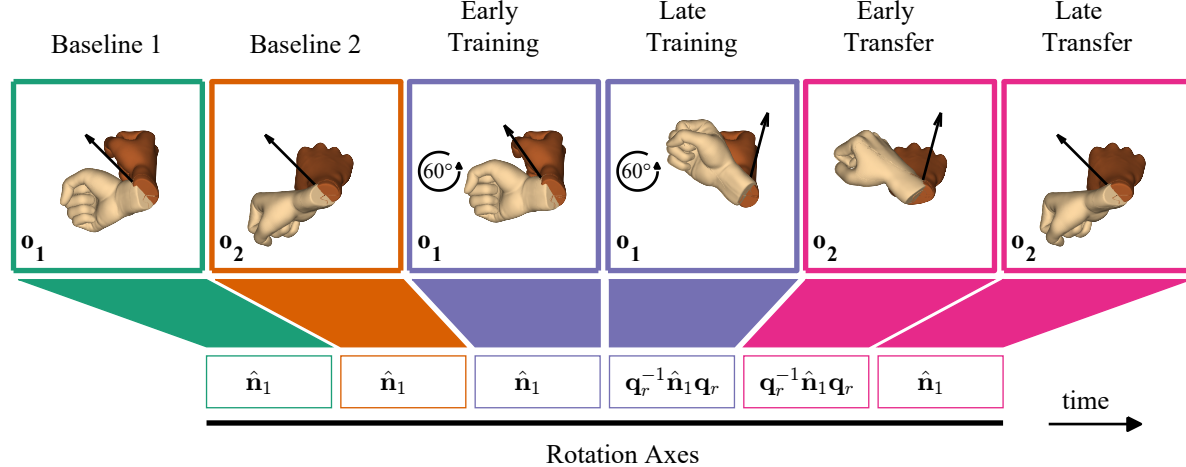 Baseline 1
Baseline 2
Early
Training
Late
Training
Early
Transfer
Late
Transfer
o₁
o₂
60°
o₁
60°
o₁
o₂
o₂
n̂₁
n̂₁
n̂₁
qᵣ⁻¹n̂₁qᵣ
qᵣ⁻¹n̂₁qᵣ
n̂₁
time
Rotation Axes